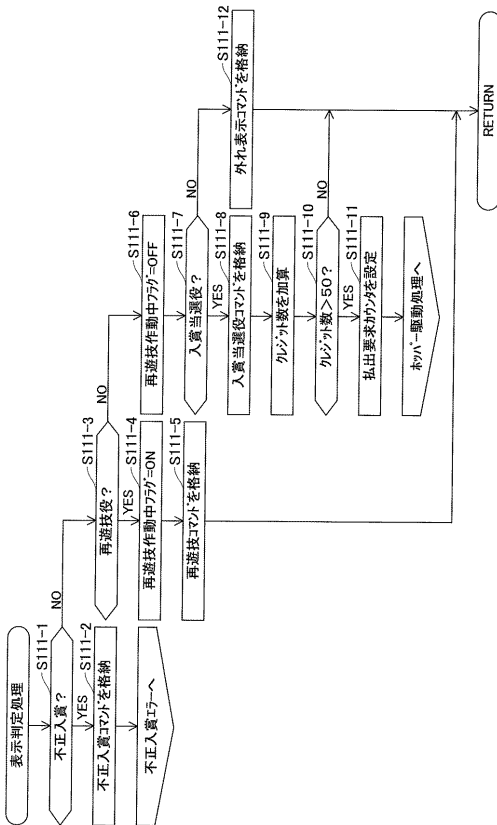 表示判定処理
S111-1
不正入賞?
NO
YES
S111-2
不正入賞コマンドを格納
不正入賞エラーへ
S111-3
再遊技役?
NO
YES
S111-4
再遊技作動中フラグ=ON
S111-5
再遊技コマンドを格納
S111-6
再遊技作動中フラグ=OFF
S111-7
入賞当選役?
NO
YES
S111-8
入賞当選役コマンドを格納
S111-9
クレジット数を加算
S111-10
クレジット数>50?
NO
YES
S111-11
払出要求カウンタを設定
ホッパー駆動処理へ
S111-12
外れ表示コマンドを格納
RETURN